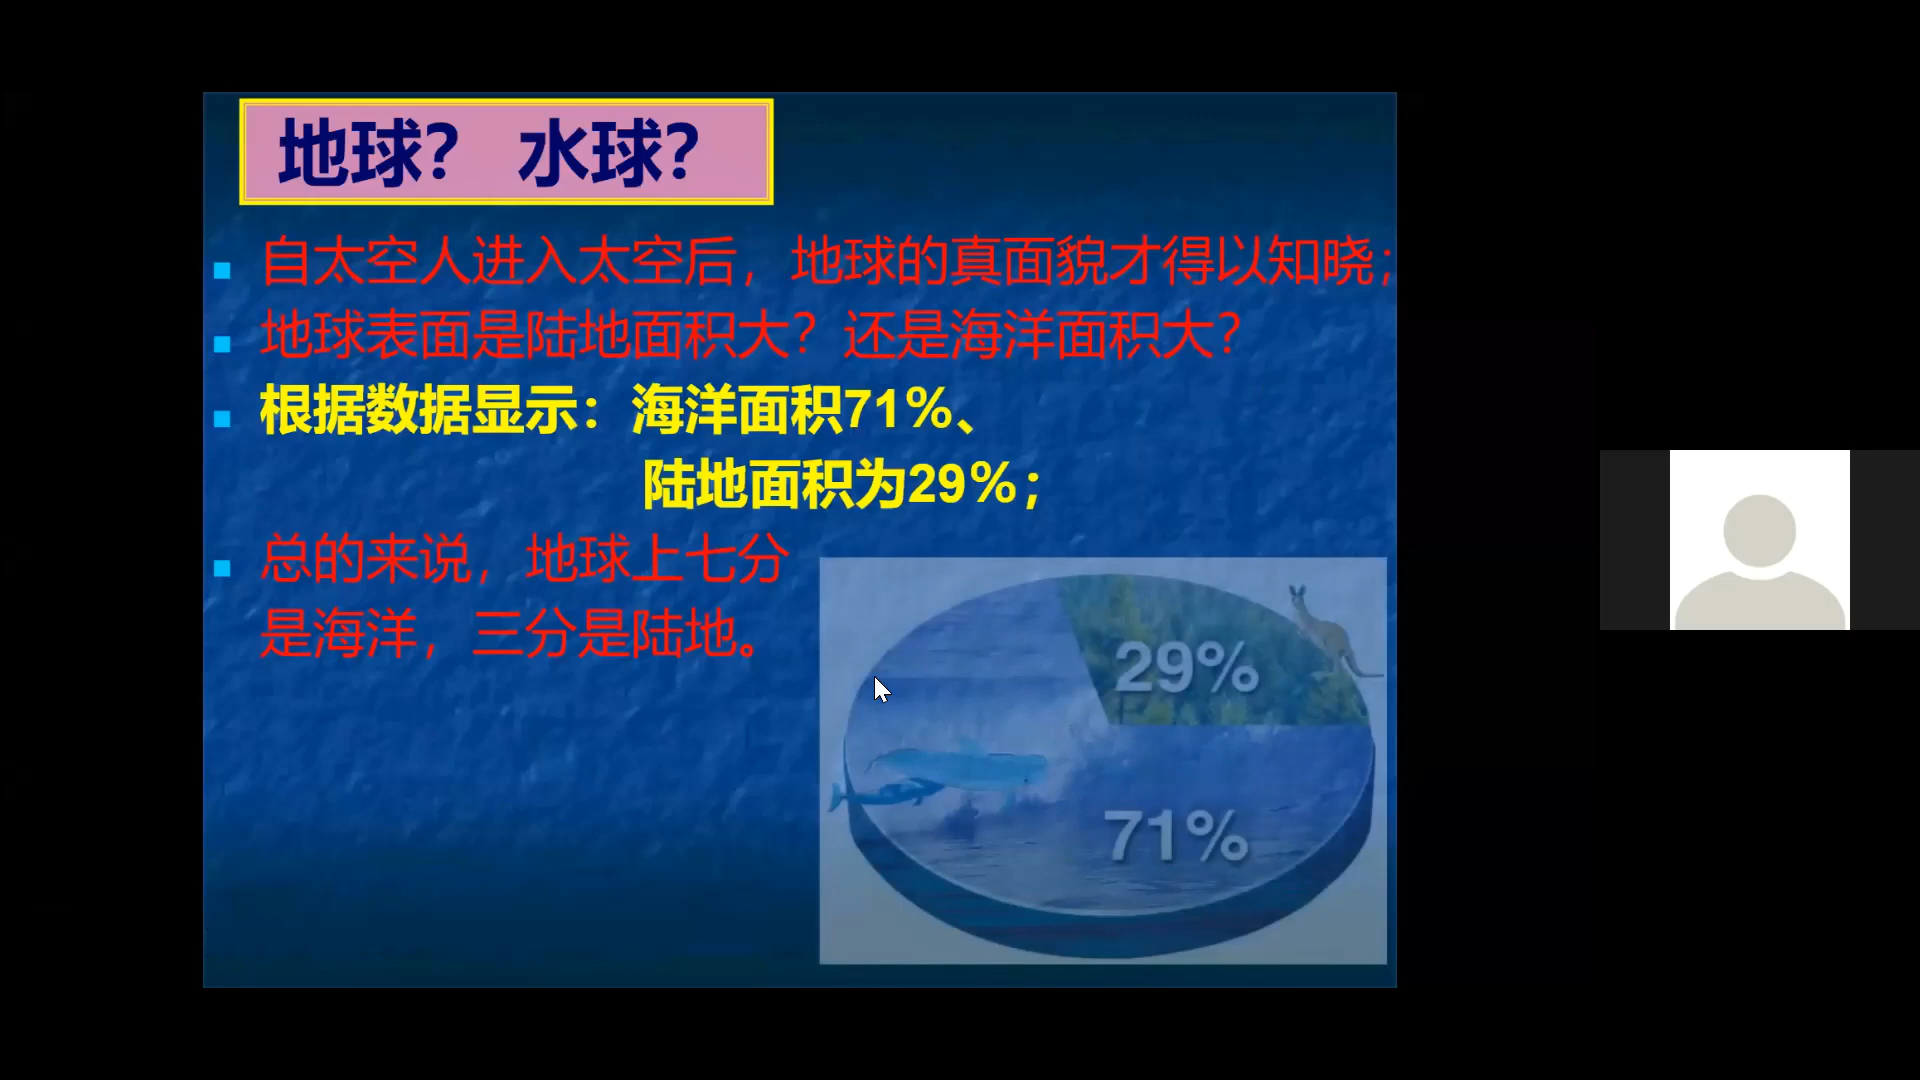 地球？ 水球？
自太空人进入太空后，地球的真面貌才得以知晓；
地球表面是陆地面积大？还是海洋面积大？
根据数据显示：海洋面积71%、
陆地面积为29%；
总的来说，地球上七分
是海洋，三分是陆地。
29%
71%